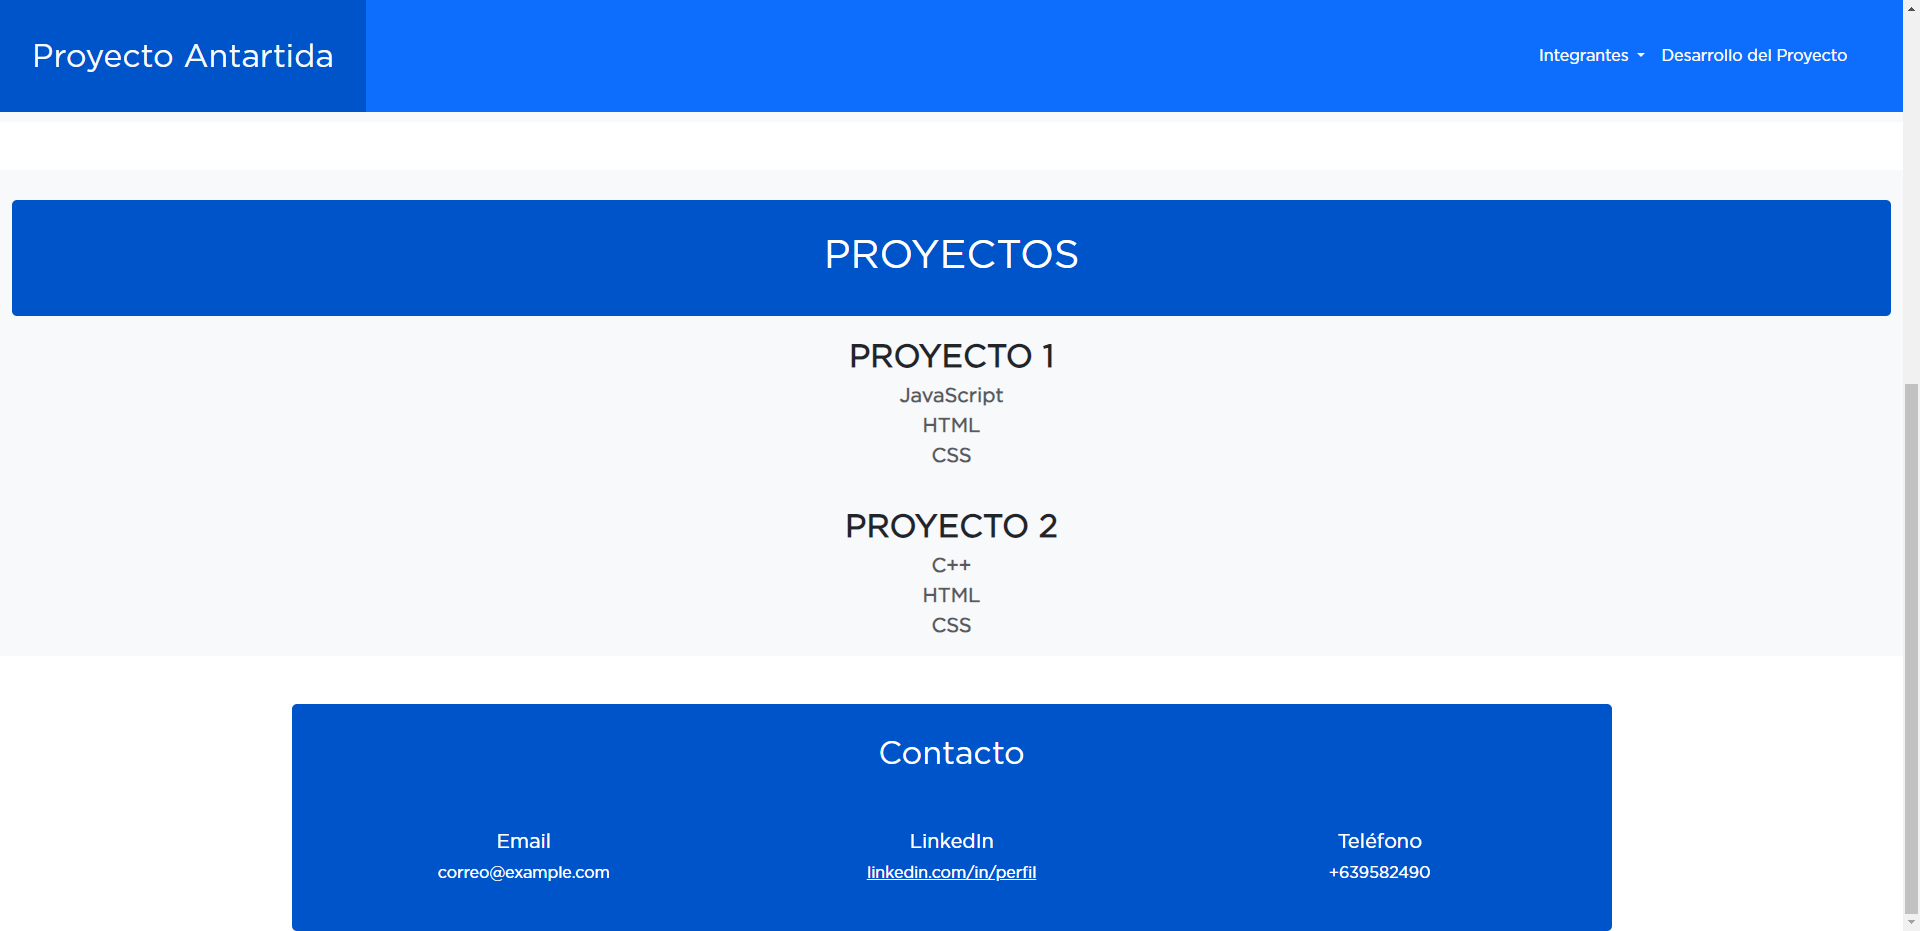 Proyecto Antartida
Integrantes
Desarrollo del Proyecto
PROYECTOS
PROYECTO 1
JavaScript
HTML
CSS
PROYECTO 2
C++
HTML
CSS
Contacto
Email
correo@example.com
LinkedIn
linkedin.com/in/perfil
Teléfono
+639582490